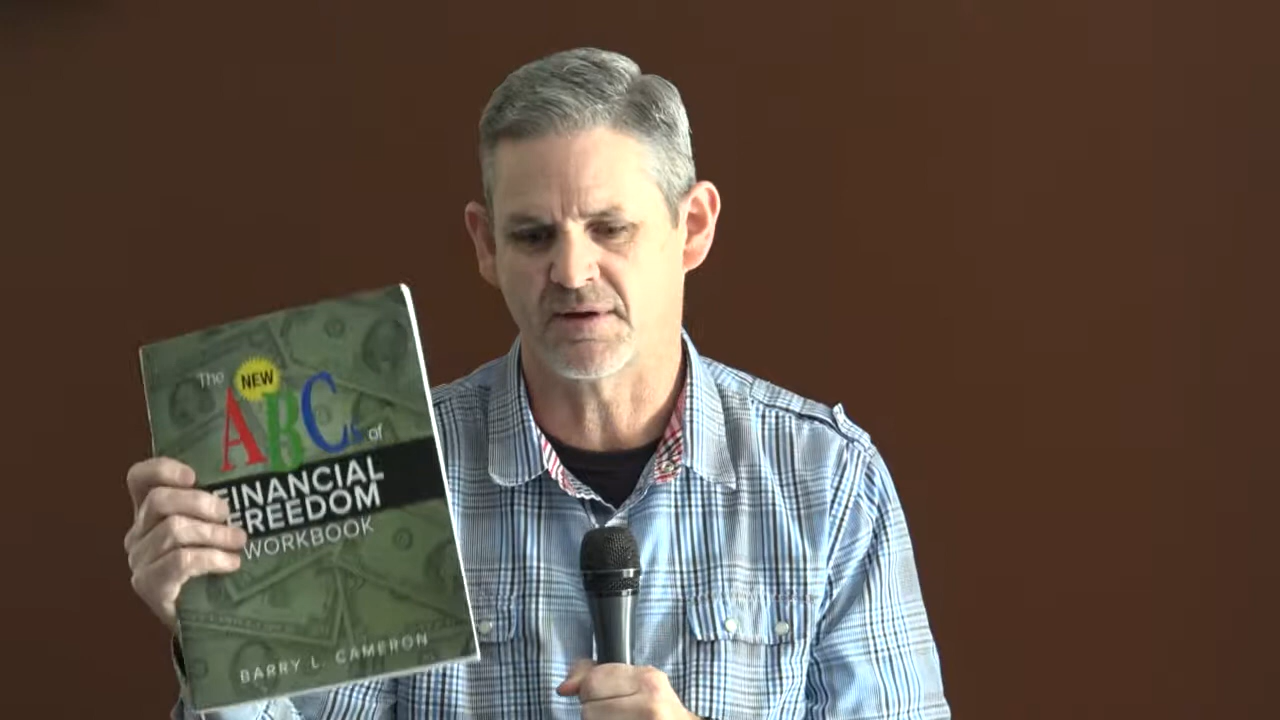 The NEW
ABCs of
FINANCIAL
FREEDOM
WORKBOOK
BARRY L. CAMERON